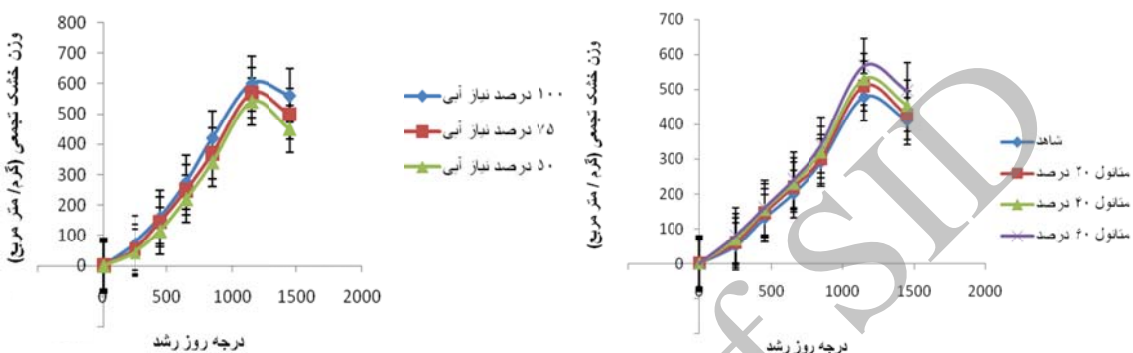 وزن خشک تجمعی (گرم/ متر مربع)
800
700
600
500
400
300
200
100
0
0 500 1000 1500 2000
درجه روز رشد
۱۰۰ درصد نیاز آبی
۷۵ درصد نیاز آبی
۵۰ درصد نیاز آبی
وزن خشک تجمعی (گرم / متر مربع)
700
600
500
400
300
200
100
0
0 500 1000 1500 2000
درجه روز رشد
شاهد
متانول ۲۰ درصد
متانول ۴۰ درصد
متانول ۶۰ درصد
f SID